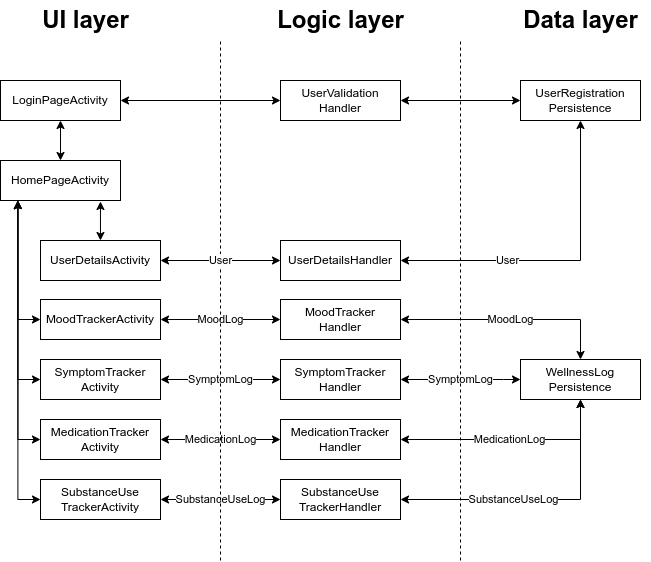 UI layer
Logic layer
Data layer
LoginPageActivity
UserValidation
Handler
UserRegistration
Persistence
HomePageActivity
UserDetailsActivity
User
UserDetailsHandler
User
MoodTrackerActivity
MoodLog
MoodTracker
Handler
MoodLog
SymptomTracker
Activity
SymptomLog
SymptomTracker
Handler
SymptomLog
WellnessLog
Persistence
MedicationTracker
Activity
MedicationLog
MedicationTracker
Handler
MedicationLog
SubstanceUse
TrackerActivity
SubstanceUseLog
SubstanceUse
TrackerHandler
SubstanceUseLog